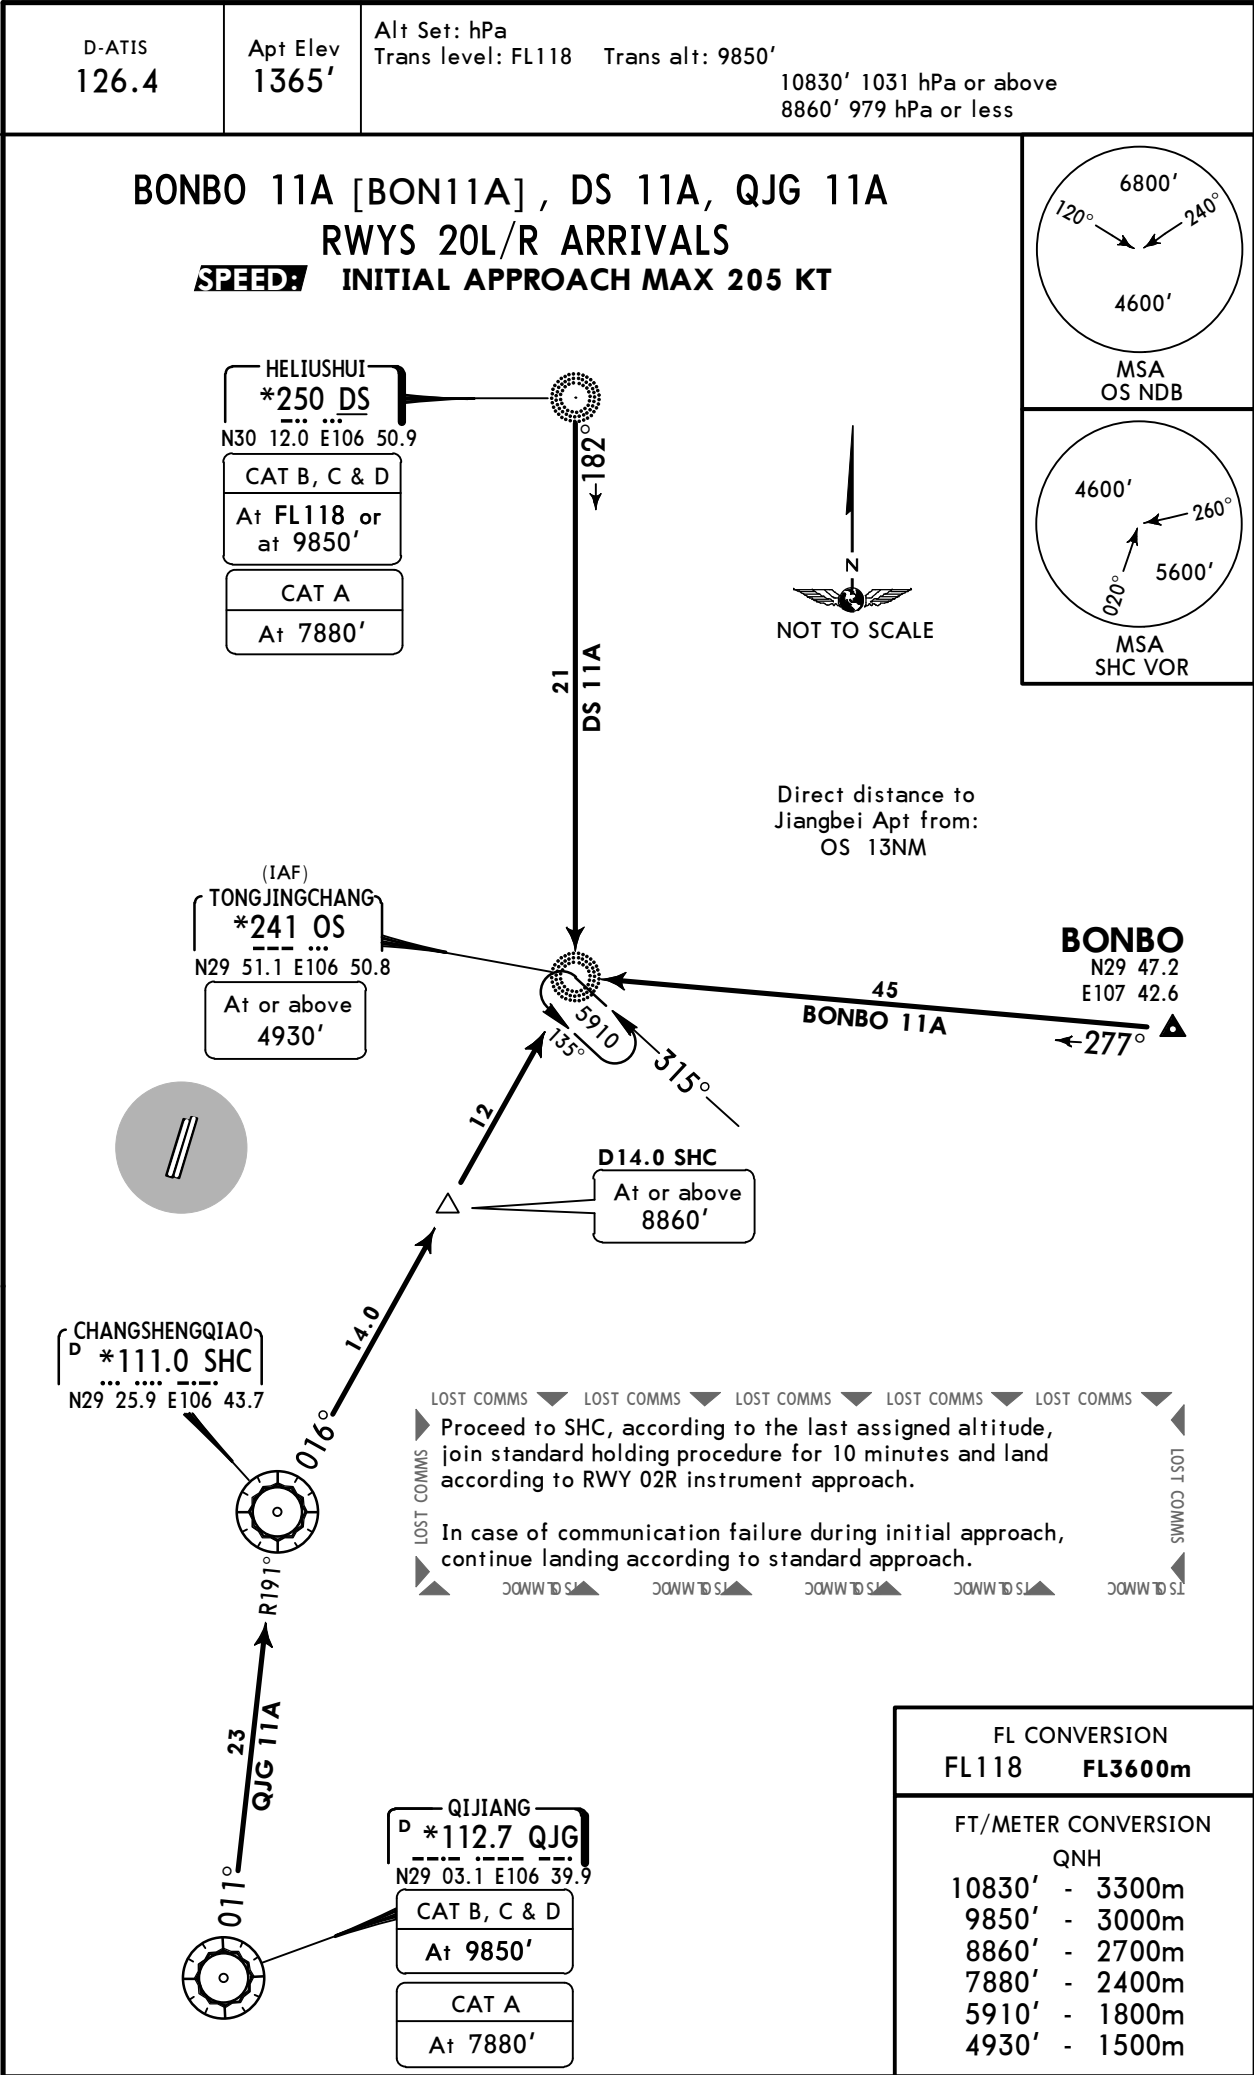 D-ATIS
126.4
Apt Elev
1365'
Alt Set: hPa
Trans level: FL118 Trans alt: 9850'
10830' 1031 hPa or above
8860' 979 hPa or less
BONBO 11A [BON11A] , DS 11A, QJG 11A
RWYS 20L/R ARRIVALS
SPEED: INITIAL APPROACH MAX 205 KT
6800'
120°
240°
4600'
MSA
OS NDB
4600'
260°
5600'
020°
MSA
SHC VOR
HELIUSHUI
*250 DS
N30 12.0 E106 50.9
CAT B, C & D
At FL118 or
at 9850'
CAT A
At 7880'
182°
21
DS 11A
N
NOT TO SCALE
Direct distance to
Jiangbei Apt from:
OS 13NM
(IAF)
TONGJINGCHANG
*241 OS
N29 51.1 E106 50.8
At or above
4930'
BONBO
N29 47.2
E107 42.6
45
BONBO 11A
277°
5910
135°
315°
12
D14.0 SHC
At or above
8860'
14.0
CHANGSHENGQIAO
D *111.0 SHC
N29 25.9 E106 43.7
016°
LOST COMMS LOST COMMS LOST COMMS LOST COMMS LOST COMMS
LOST COMMS
Proceed to SHC, according to the last assigned altitude,
join standard holding procedure for 10 minutes and land
according to RWY 02R instrument approach.
In case of communication failure during initial approach,
continue landing according to standard approach.
LOST COMMS
LOST COMMS LOST COMMS LOST COMMS LOST COMMS LOST COMMS
R191°
23
QJG 11A
011°
QIJIANG
D *112.7 QJG
N29 03.1 E106 39.9
CAT B, C & D
At 9850'
CAT A
At 7880'
FL CONVERSION
FL118 FL3600m
FT/METER CONVERSION
QNH
10830' - 3300m
9850' - 3000m
8860' - 2700m
7880' - 2400m
5910' - 1800m
4930' - 1500m